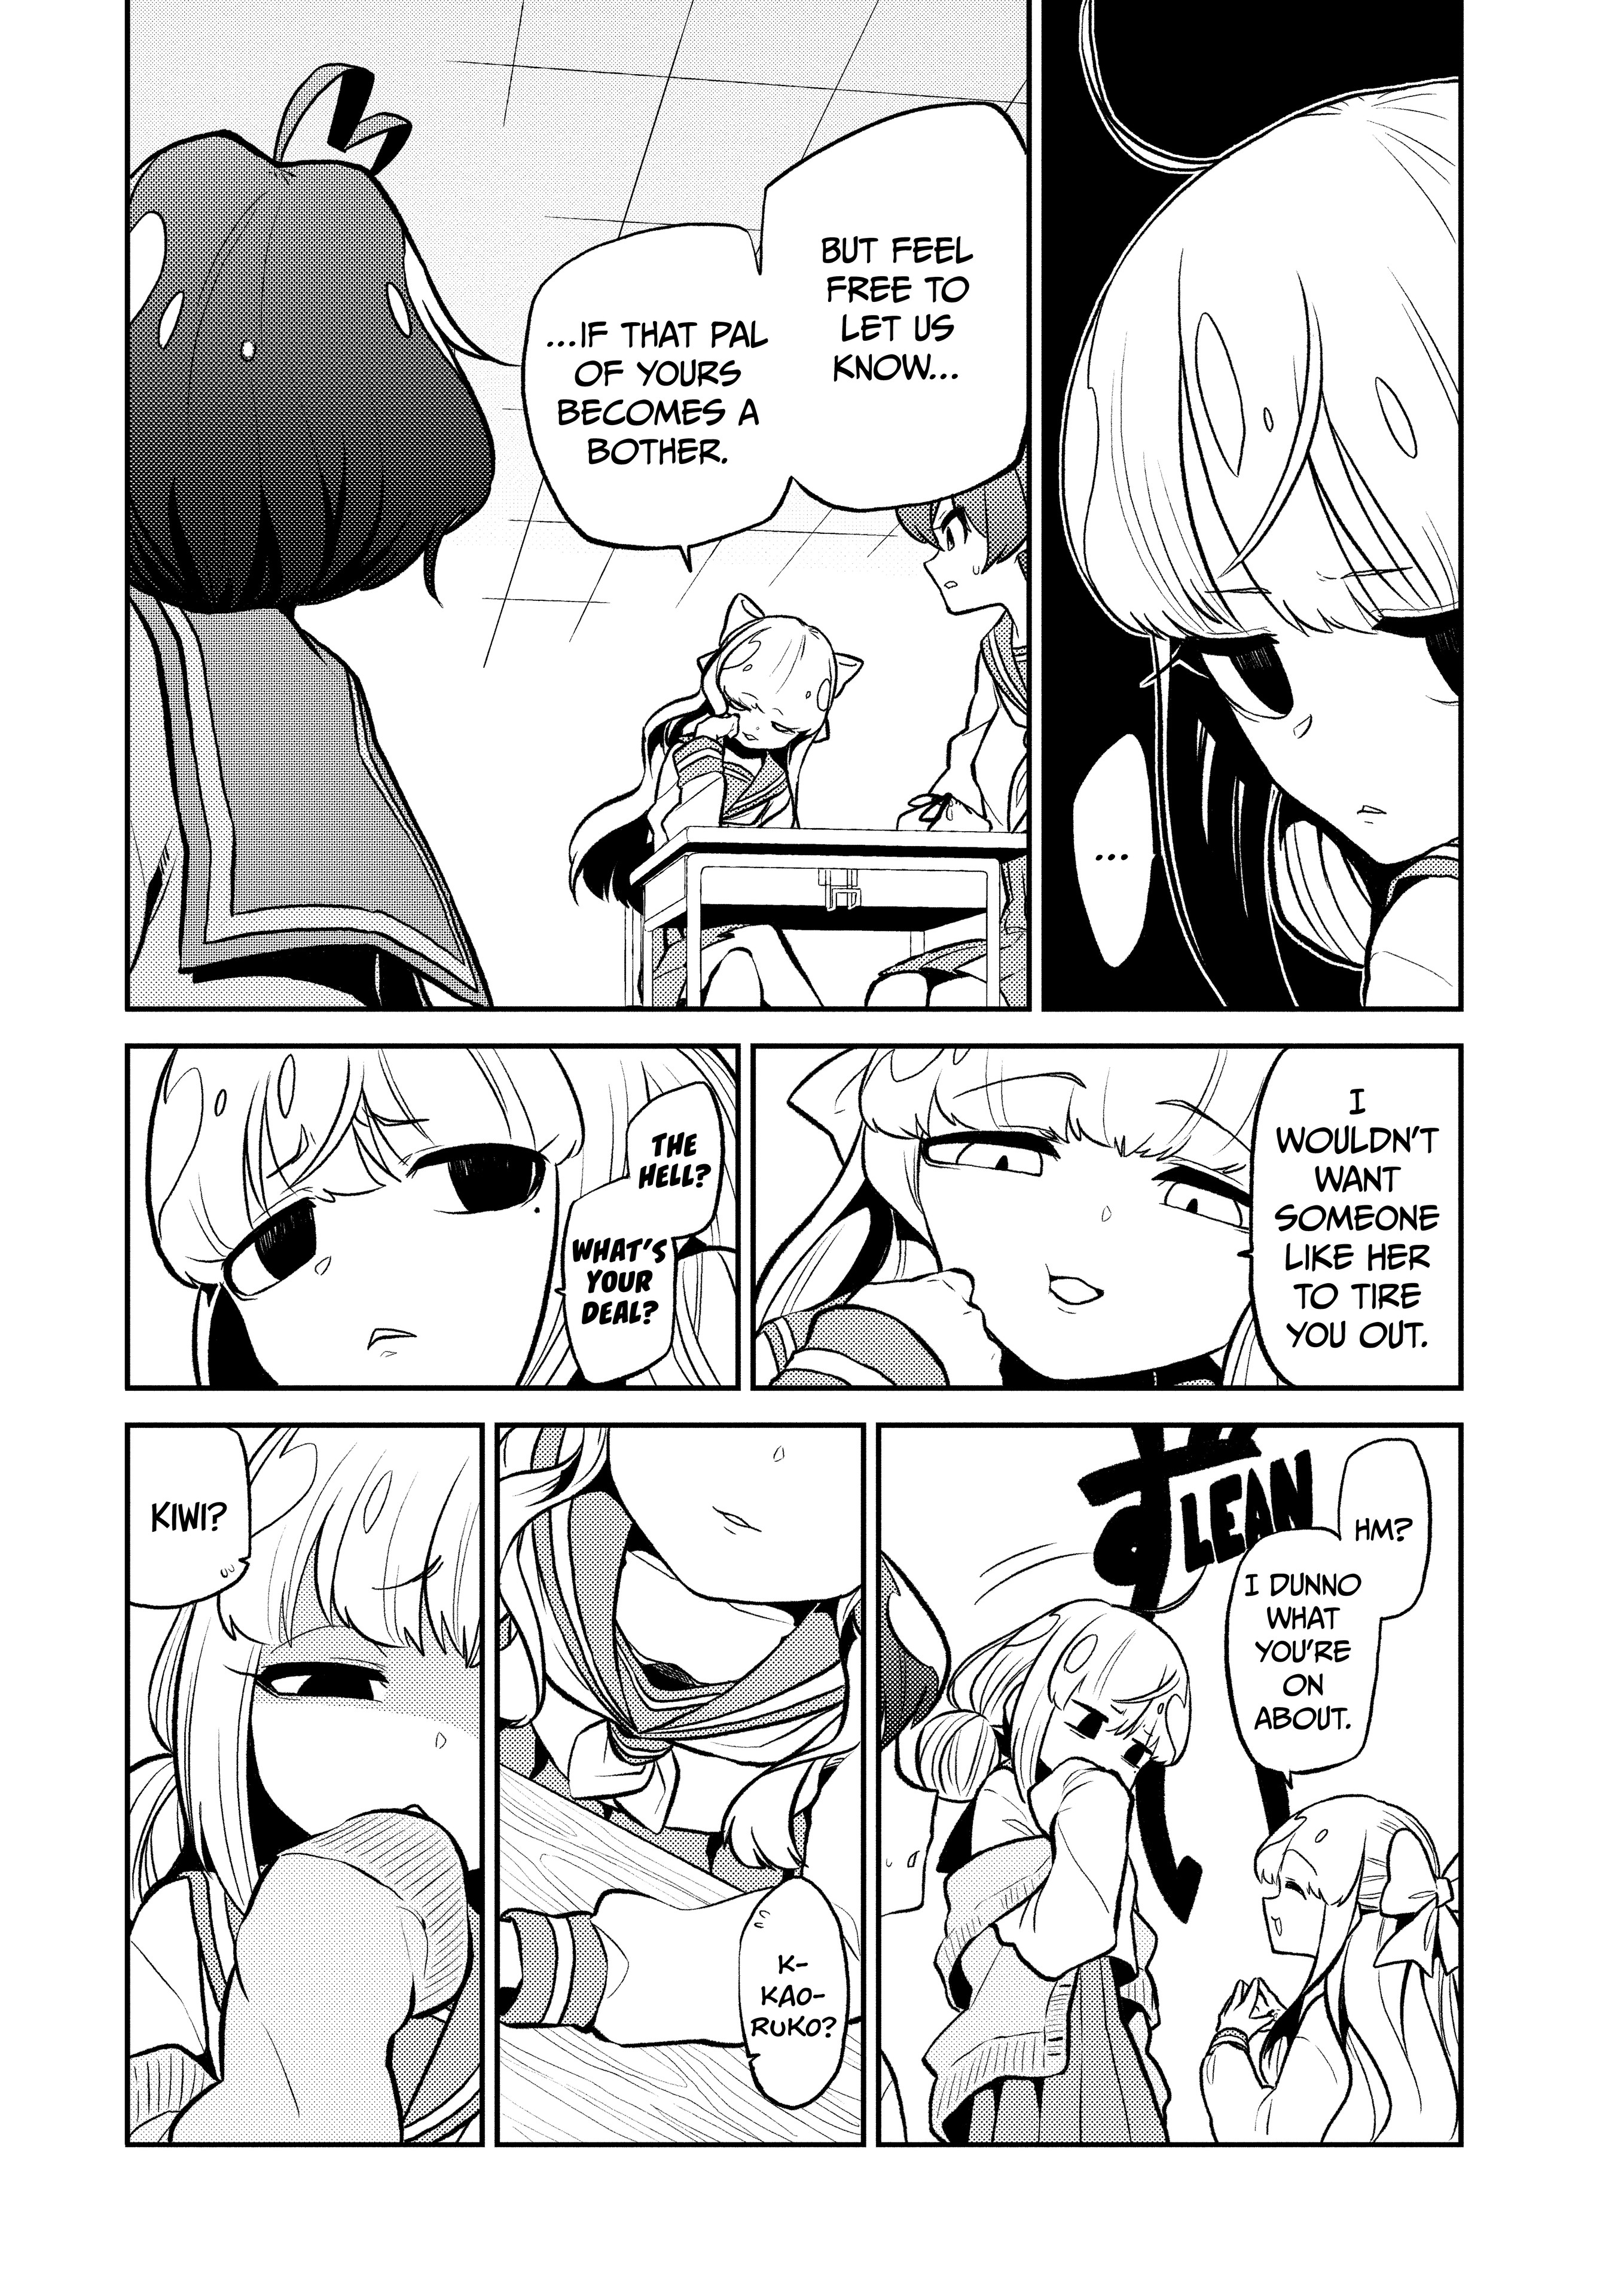 ...
BUT FEEL
FREE TO
LET US
KNOW...
...IF THAT PAL
OF YOURS
BECOMES A
BOTHER.
I
WOULDN'T
WANT
SOMEONE
LIKE HER
TO TIRE
YOU OUT.
THE
HELL?
WHAT'S
YOUR
DEAL?
LEAN
HM?
I DUNNO
WHAT
YOU'RE
ON
ABOUT.
K-
KAO-
RUKO?
KIWI?